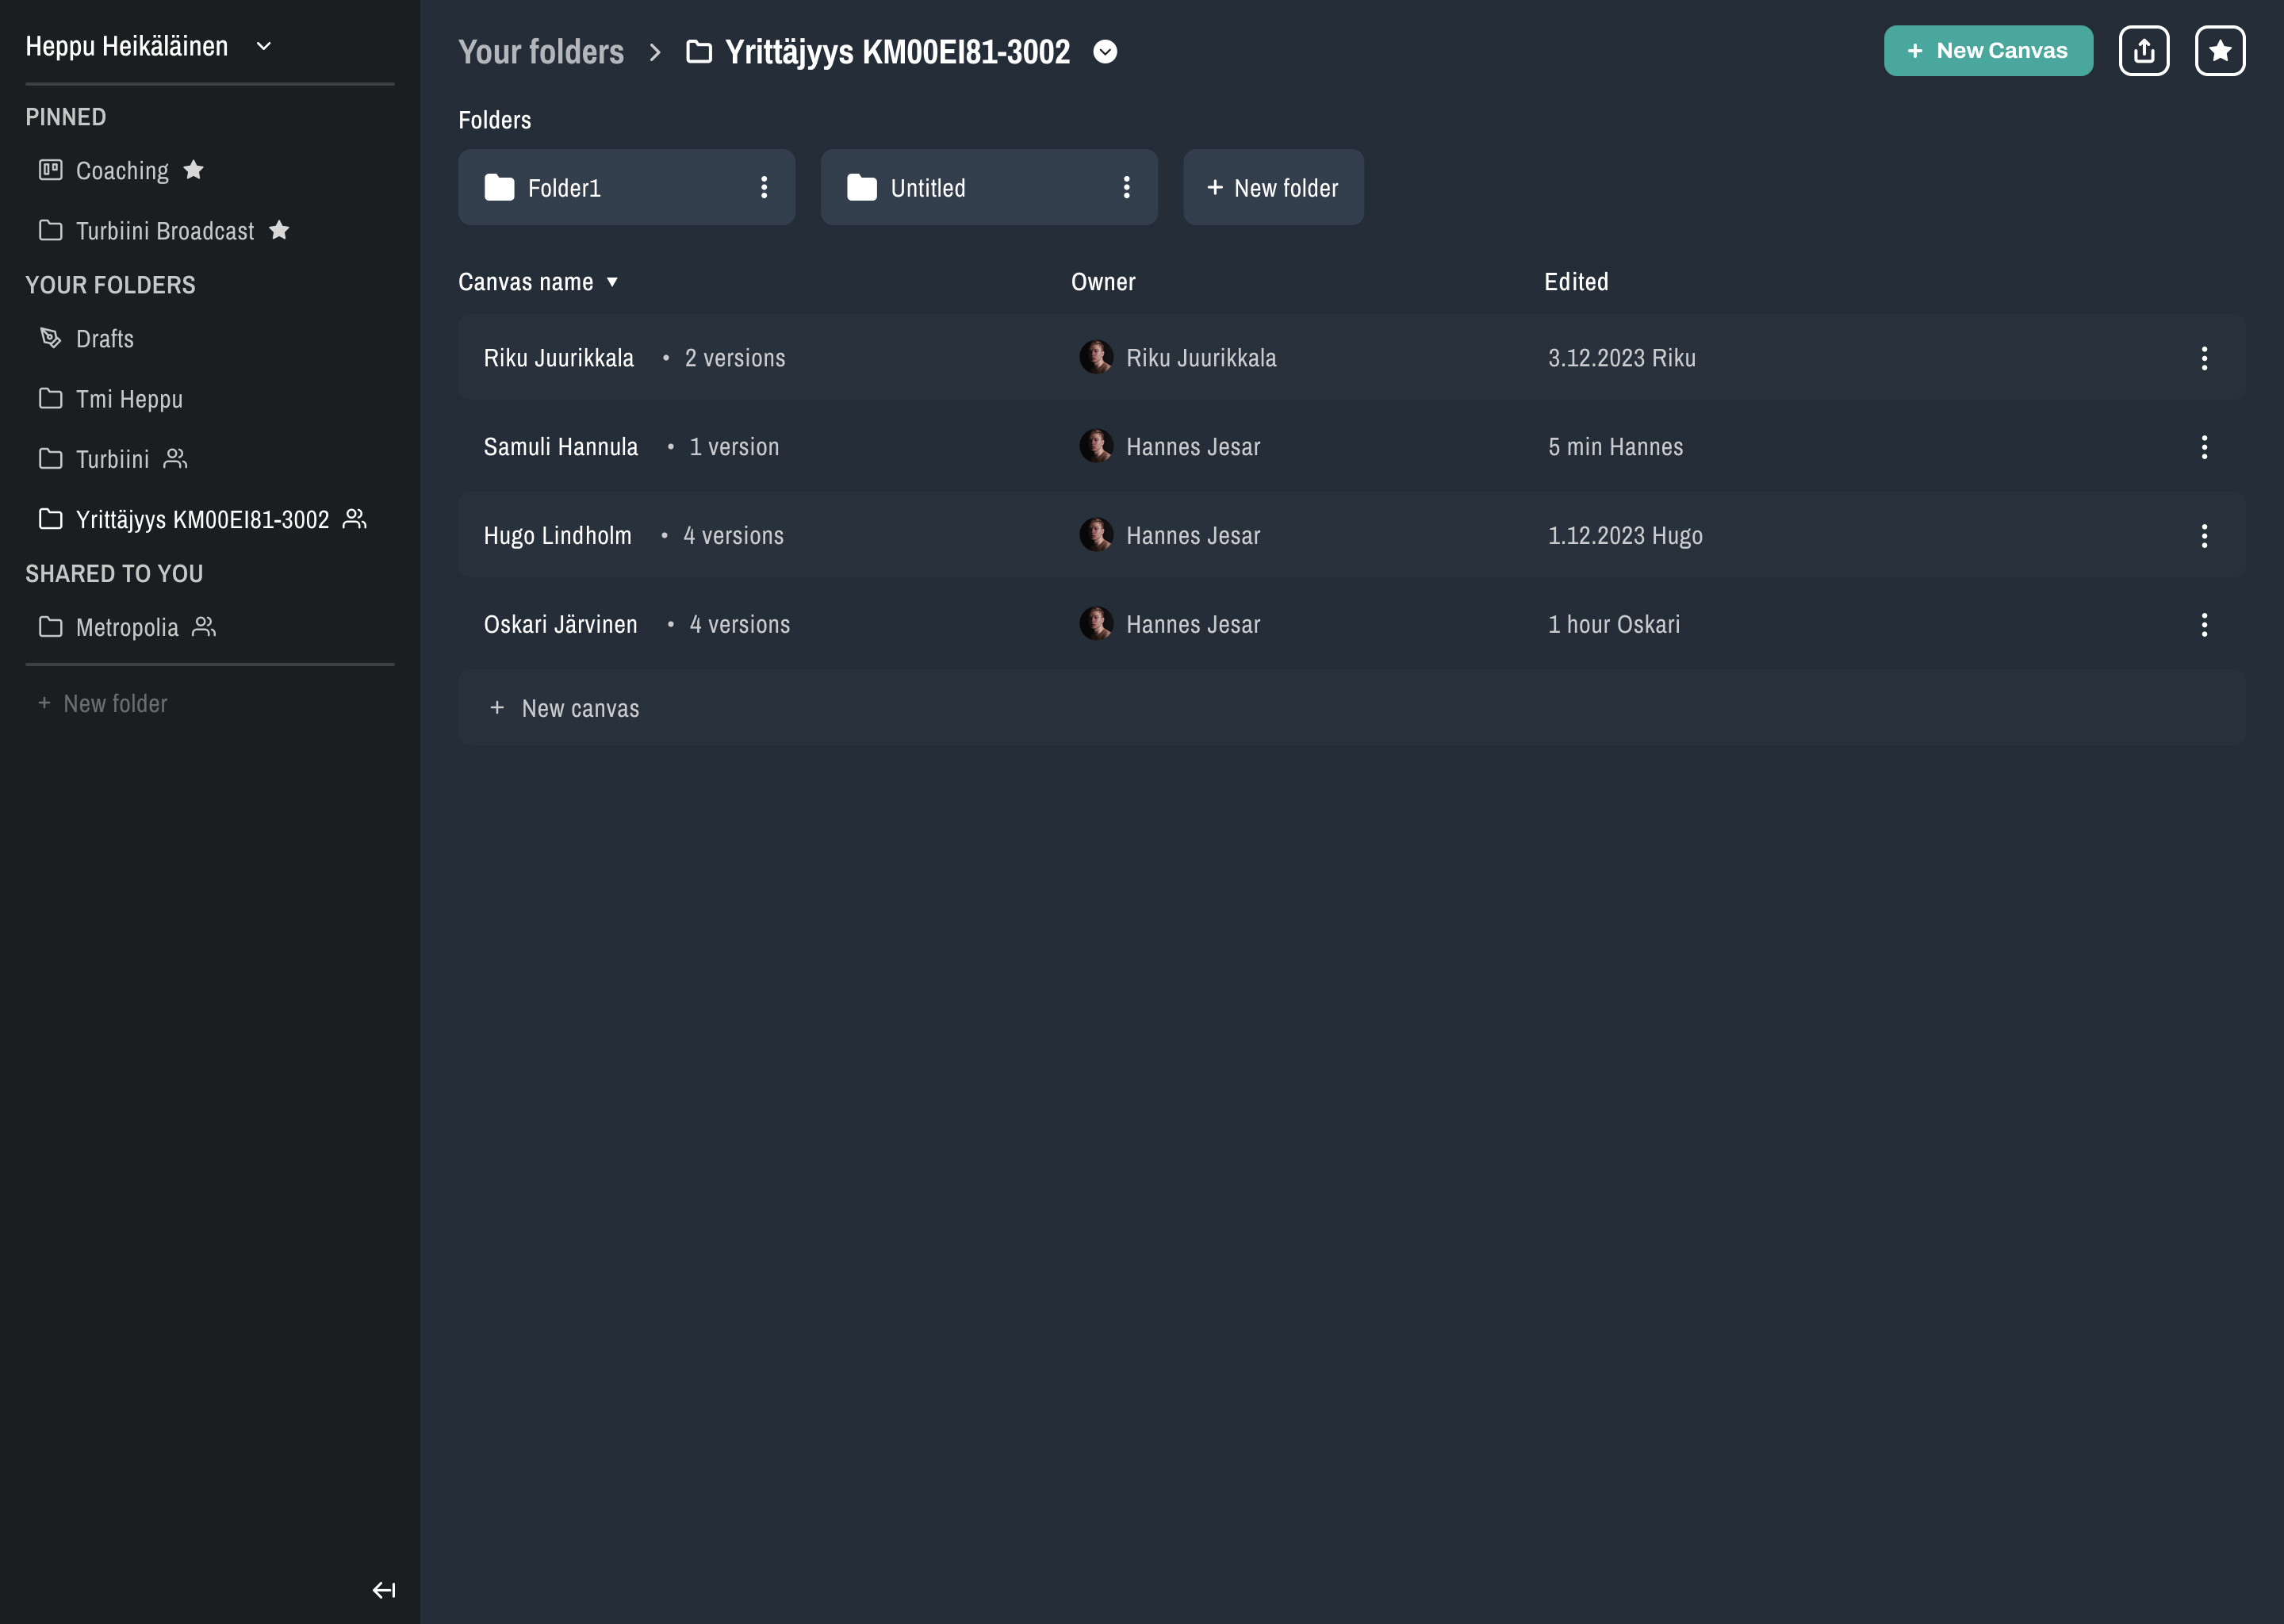 Heppu Heikäläinen
PINNED
Coaching
Turbiini Broadcast
YOUR FOLDERS
Drafts
Tmi Heppu
Turbiini
Yrittäjyys KM00EI81-3002
SHARED TO YOU
Metropolia
+ New folder
Your folders > Yrittäjyys KM00EI81-3002
+ New Canvas
Folders
Folder1
Untitled
+ New folder
Canvas name ▼ Owner Edited
Riku Juurikkala • 2 versions Riku Juurikkala 3.12.2023 Riku
Samuli Hannula • 1 version Hannes Jesar 5 min Hannes
Hugo Lindholm • 4 versions Hannes Jesar 1.12.2023 Hugo
Oskari Järvinen • 4 versions Hannes Jesar 1 hour Oskari
+ New canvas